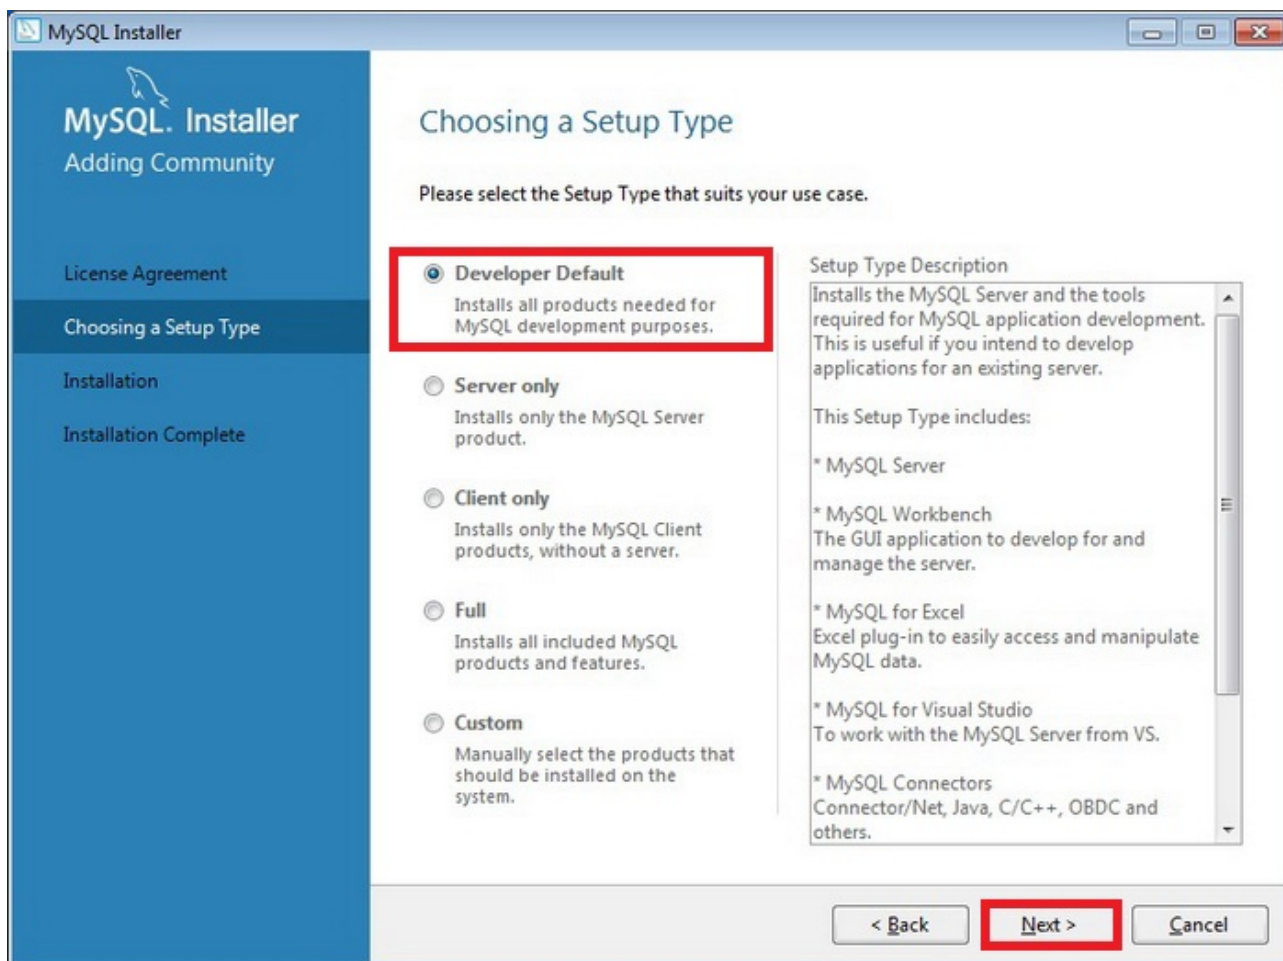 MySQL Installer
MySQL. Installer
Adding Community
License Agreement
Choosing a Setup Type
Installation
Installation Complete
Choosing a Setup Type
Please select the Setup Type that suits your use case.
Developer Default
Installs all products needed for
MySQL development purposes.
Server only
Installs only the MySQL Server
product.
Client only
Installs only the MySQL Client
products, without a server.
Full
Installs all included MySQL
products and features.
Custom
Manually select the products that
should be installed on the
system.
Setup Type Description
Installs the MySQL Server and the tools
required for MySQL application development.
This is useful if you intend to develop
applications for an existing server.
This Setup Type includes:
* MySQL Server
* MySQL Workbench
The GUI application to develop for and
manage the server.
* MySQL for Excel
Excel plug-in to easily access and manipulate
MySQL data.
* MySQL for Visual Studio
To work with the MySQL Server from VS.
* MySQL Connectors
Connector/Net, Java, C/C++, OBDC and
others.
< Back
Next >
Cancel